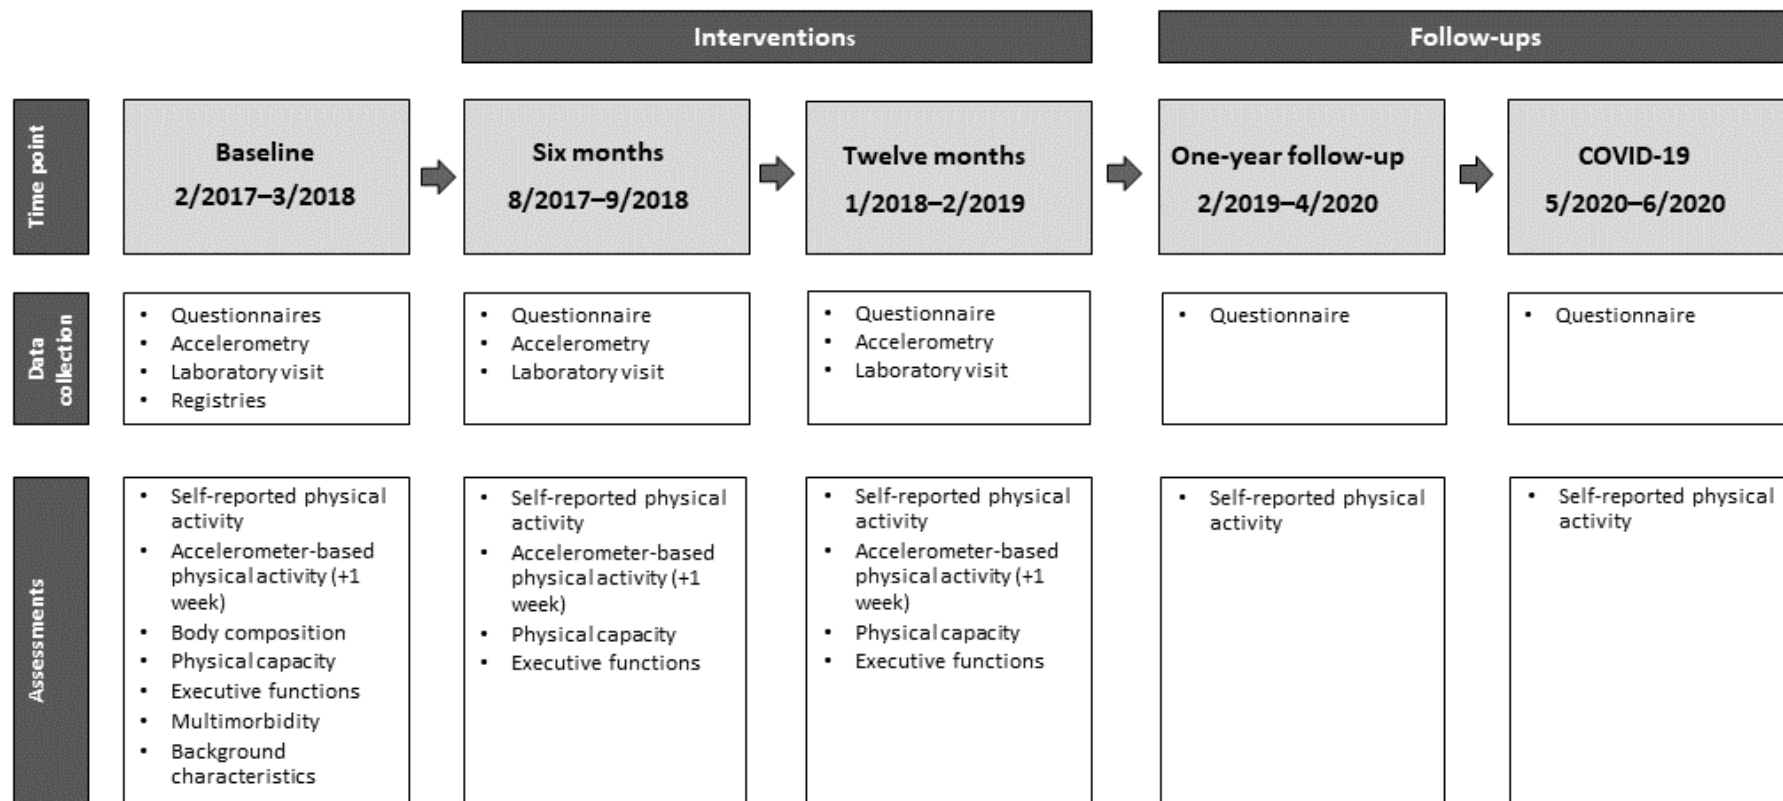 Interventions
Follow-ups
Time point
Baseline
2/2017–3/2018
Six months
8/2017–9/2018
Twelve months
1/2018–2/2019
One-year follow-up
2/2019–4/2020
COVID-19
5/2020–6/2020
Data
collection
• Questionnaires
• Accelerometry
• Laboratory visit
• Registries
• Questionnaire
• Accelerometry
• Laboratory visit
• Questionnaire
• Accelerometry
• Laboratory visit
• Questionnaire
• Questionnaire
Assessments
• Self-reported physical
activity
• Accelerometer-based
physical activity (+1
week)
• Body composition
• Physical capacity
• Executive functions
• Multimorbidity
• Background
characteristics
• Self-reported physical
activity
• Accelerometer-based
physical activity (+1
week)
• Physical capacity
• Executive functions
• Self-reported physical
activity
• Accelerometer-based
physical activity (+1
week)
• Physical capacity
• Executive functions
• Self-reported physical
activity
• Self-reported physical
activity